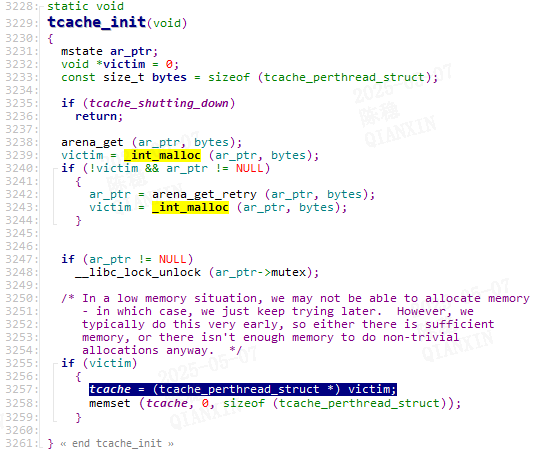 3228: static void
3229: tcache_init(void)
3230: {
3231: mstate ar_ptr;
3232: void *victim = 0;
3233: const size_t bytes = sizeof (tcache_perthread_struct);
3234:
3235: if (tcache_shutting_down)
3236: return;
3237:
3238: arena_get (ar_ptr, bytes);
3239: victim = _int_malloc (ar_ptr, bytes);
3240: if (!victim && ar_ptr != NULL)
3241: {
3242: ar_ptr = arena_get_retry (ar_ptr, bytes);
3243: victim = _int_malloc (ar_ptr, bytes);
3244: }
3245:
3246:
3247: if (ar_ptr != NULL)
3248: __libc_lock_unlock (ar_ptr->mutex);
3249:
3250: /* In a low memory situation, we may not be able to allocate memory
3251: - in which case, we just keep trying later. However, we
3252: typically do this very early, so either there is sufficient
3253: memory, or there isn't enough memory to do non-trivial
3254: allocations anyway. */
3255: if (victim)
3256: {
3257: tcache = (tcache_perthread_struct *) victim;
3258: memset (tcache, 0, sizeof (tcache_perthread_struct));
3259: }
3260:
3261: } « end tcache_init »
2025-05-07
陈穗
QIANXIN
2025-05-07
QIANXIN
QIANXIN